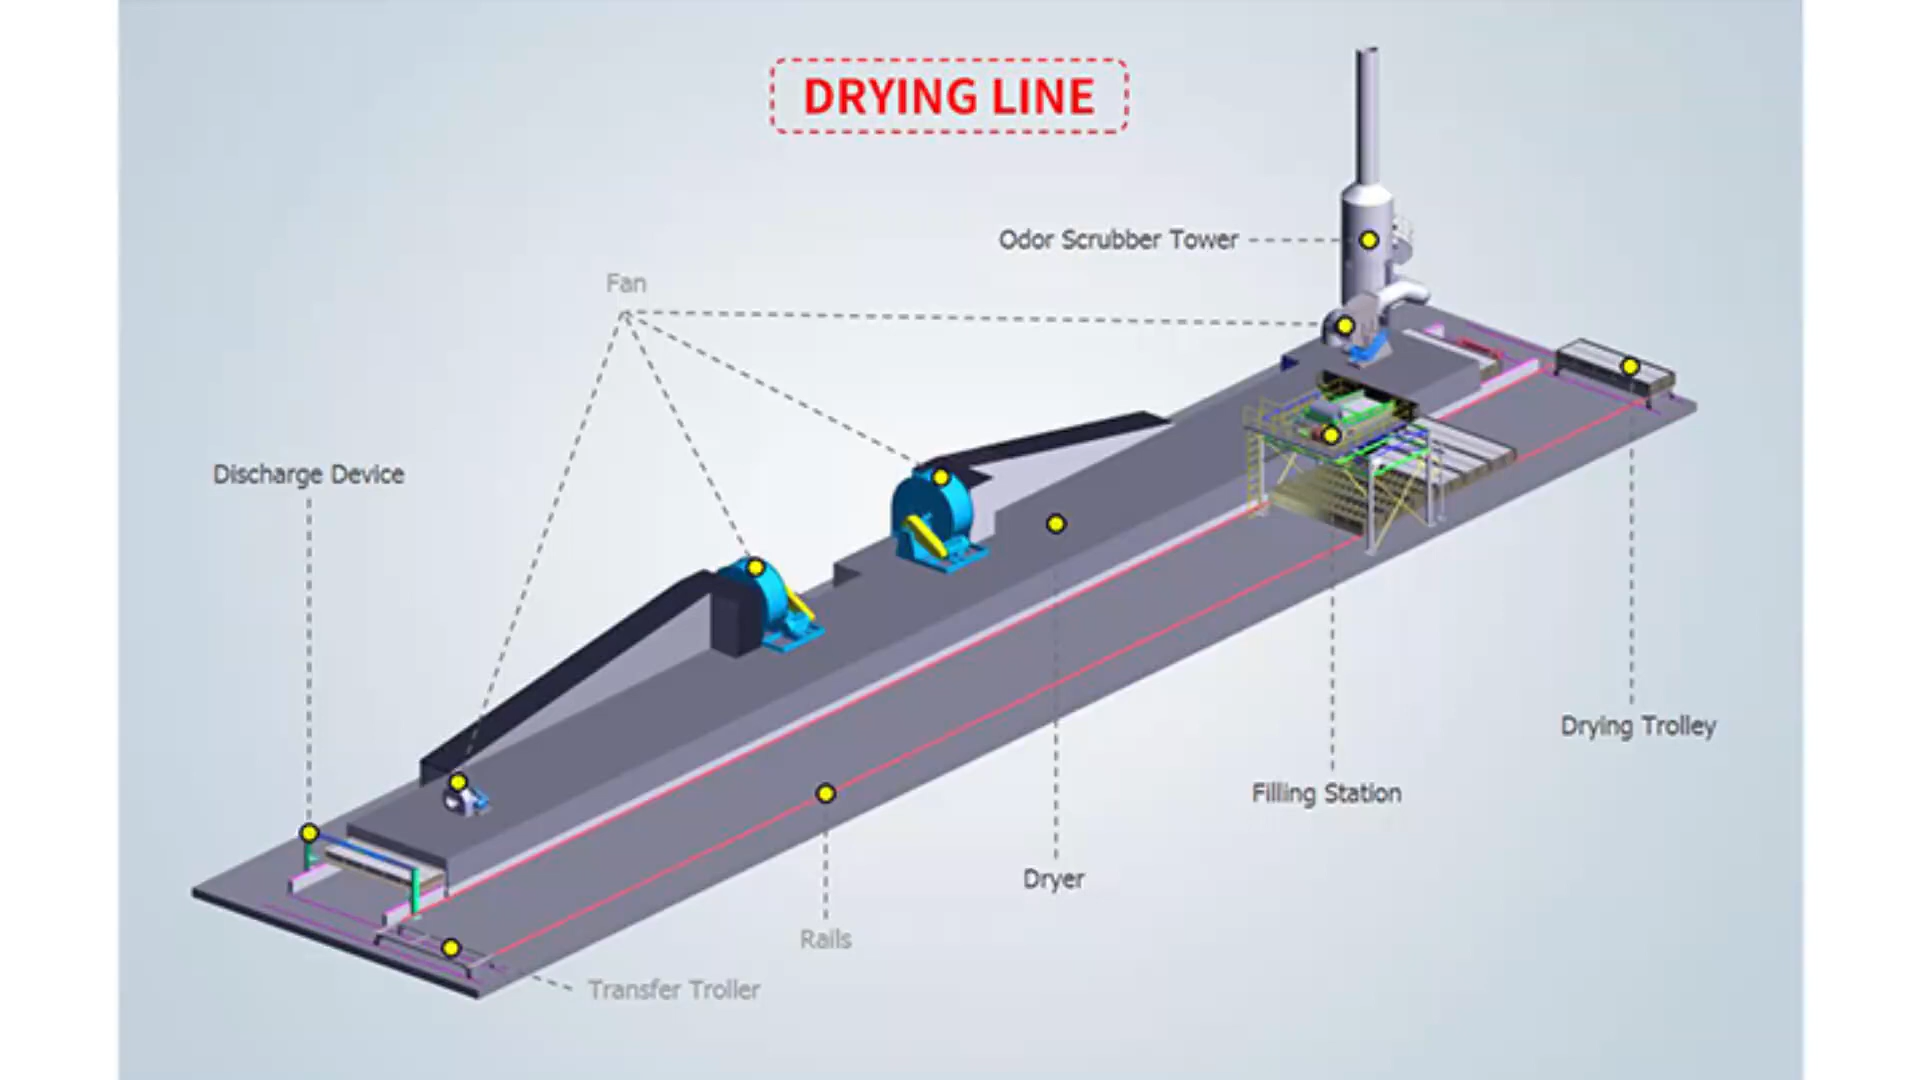 DRYING LINE
Odor Scrubber Tower
Fan
Discharge Device
Drying Trolley
Filling Station
Dryer
Rails
Transfer Troller